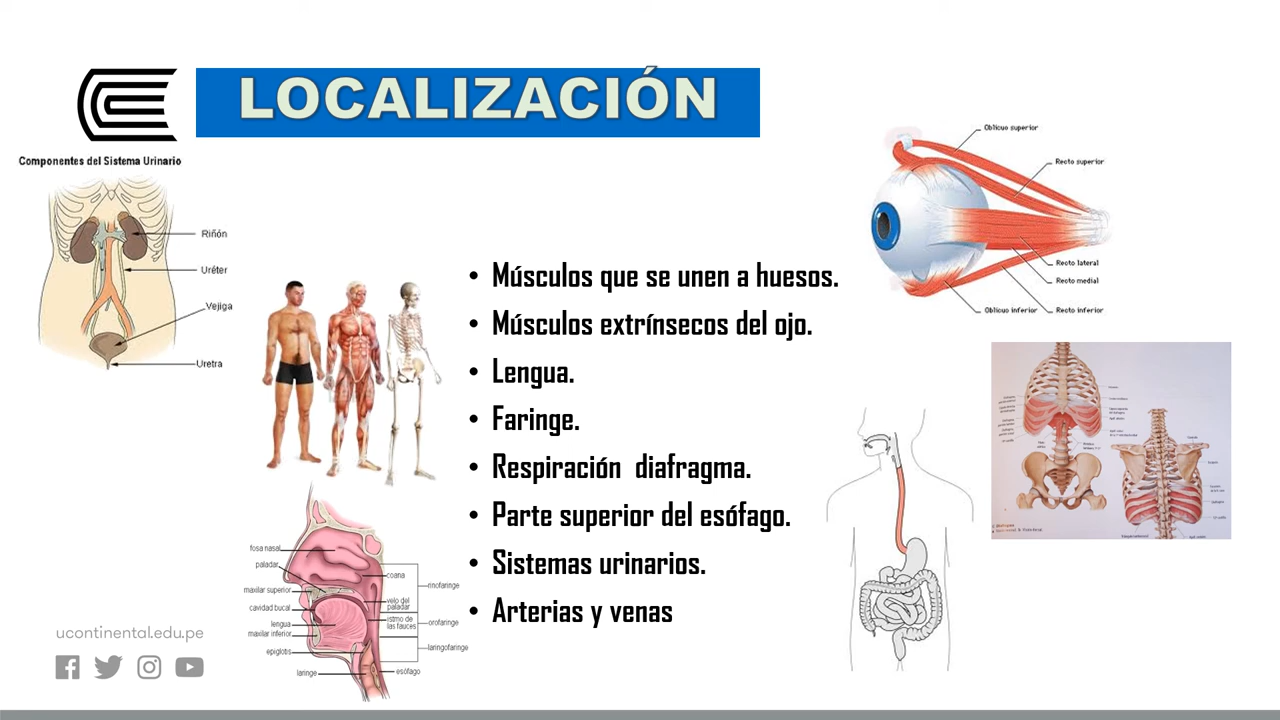 LOCALIZACIÓN
Componentes del Sistema Urinario
Riñón
Uréter
Vejiga
Uretra
Oblicuo superior
Recto superior
Recto lateral
Recto medial
Oblicuo inferior
Recto inferior
• Músculos que se unen a huesos.
• Músculos extrínsecos del ojo.
• Lengua.
• Faringe.
• Respiración diafragma.
• Parte superior del esófago.
• Sistemas urinarios.
• Arterias y venas
fosa nasal
paladar
maxilar superior
cavidad bucal
lengua
maxilar inferior
epiglotis
laringe
coana
velo del
paladar
istmo de
las fauces
esófago
rinofaringe
orofaringe
laringofaringe
ucontinental.edu.pe